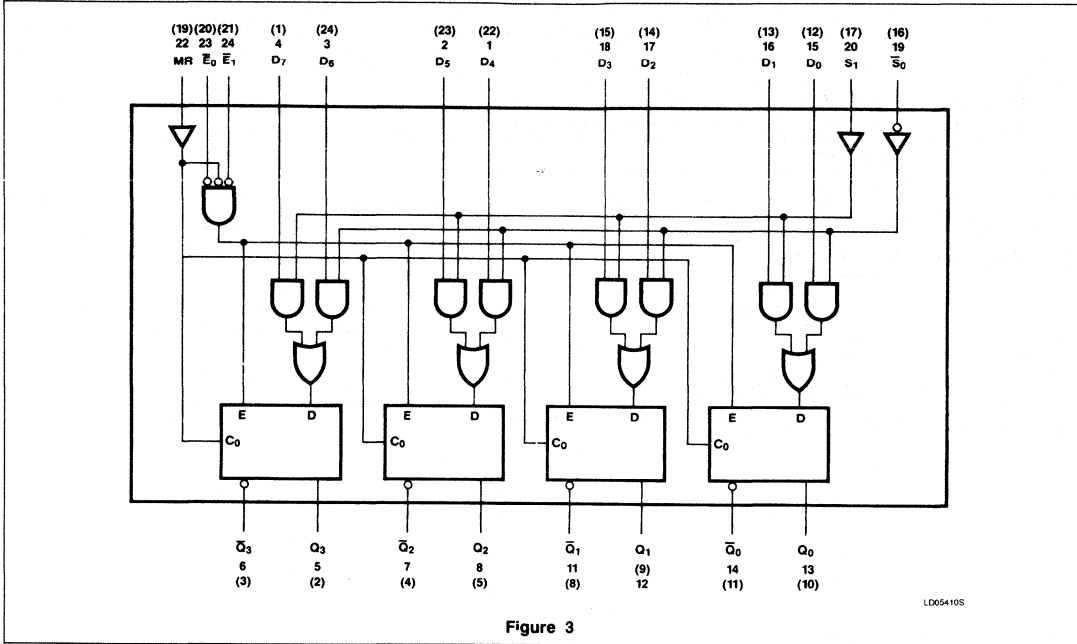 (19) (20) (21) (1) (24) (23) (22) (15) (14) (13) (12) (17) (16)
22 23 24 4 3 2 1 18 17 16 15 20 19
MR E̅₀ E̅₁ D₇ D₆ D₅ D₄ D₃ D₂ D₁ D₀ S₁ S̅₀
E D E D E D E D
C₀ C₀ C₀ C₀
Q̅₃ Q₃ Q̅₂ Q₂ Q̅₁ Q₁ Q̅₀ Q₀
6 5 7 8 11 (9) 14 13
(3) (2) (4) (5) (8) 12 (11) (10)
LD05410S
Figure 3